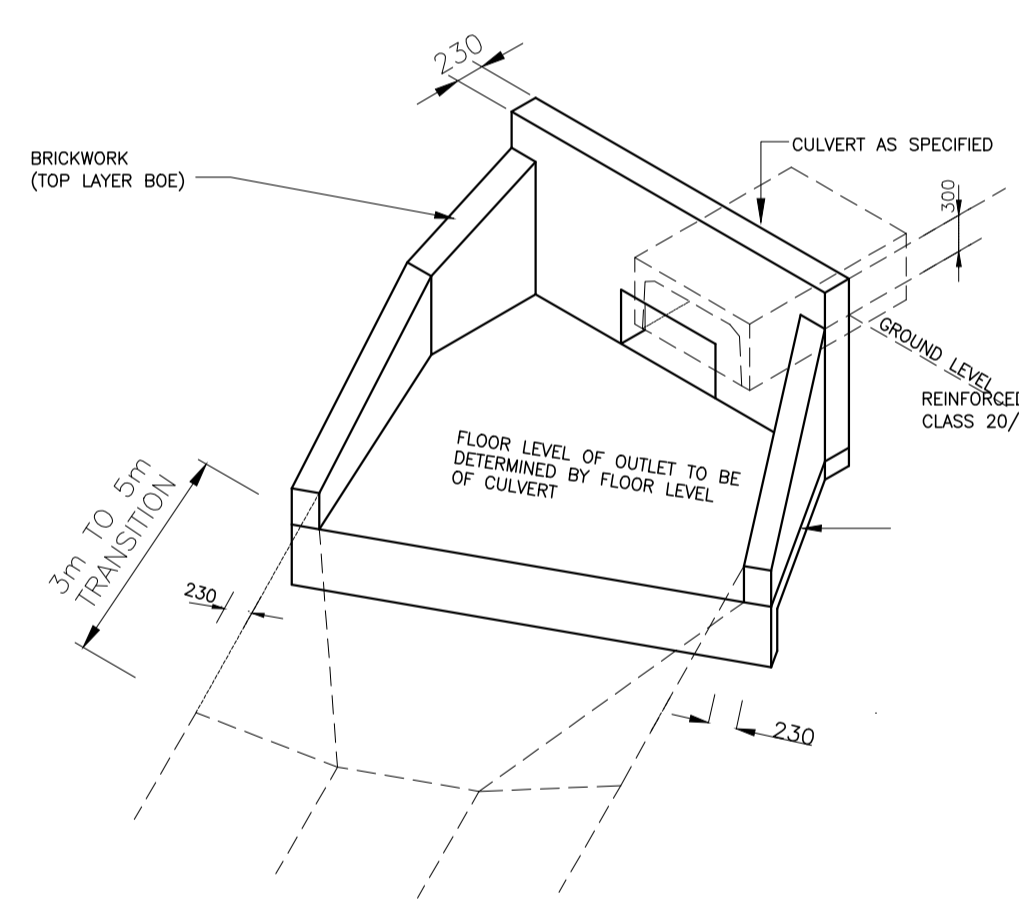 230
BRICKWORK
(TOP LAYER BOE)
CULVERT AS SPECIFIED
300
GROUND LEVEL
REINFORCED
CLASS 20/
FLOOR LEVEL OF OUTLET TO BE
DETERMINED BY FLOOR LEVEL
OF CULVERT
3m TO 5m
TRANSITION
230
230